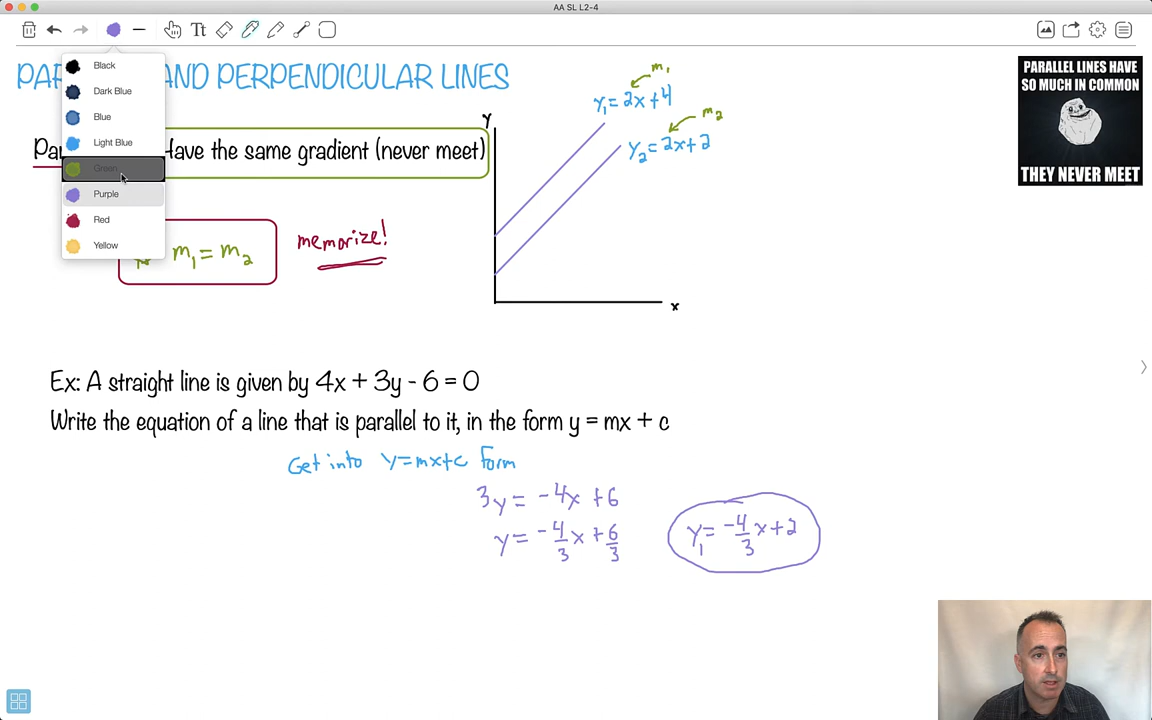 AA SL L2-4
Tt
Black
Dark Blue
Blue
Light Blue
Green
Purple
Red
Yellow
PAR AND PERPENDICULAR LINES
Par have the same gradient (never meet)
m₁ = m₂
memorize!
Y
x
m₁
y₁ = 2x + 4
m₂
y₂ = 2x + 2
PARALLEL LINES HAVE
SO MUCH IN COMMON
THEY NEVER MEET
Ex: A straight line is given by 4x + 3y - 6 = 0
Write the equation of a line that is parallel to it, in the form y = mx + c
Get into y=mx+c form
3y = -4x + 6
y = -4/3 x + 6/3
y₁ = -4/3 x + 2